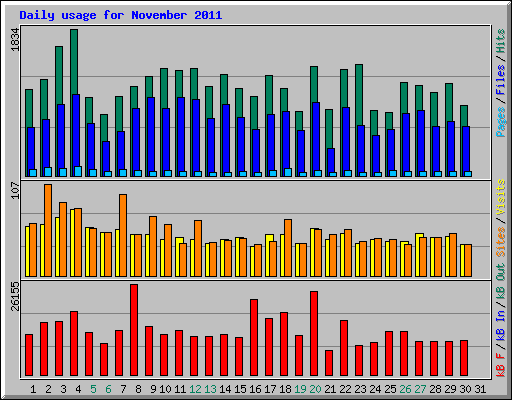 Daily usage for November 2011
1834
Pages / Files / Hits
107
Sites / Visits
26155
kB F / kB In / kB Out
1 2 3 4 5 6 7 8 9 10 11 12 13 14 15 16 17 18 19 20 21 22 23 24 25 26 27 28 29 30 31